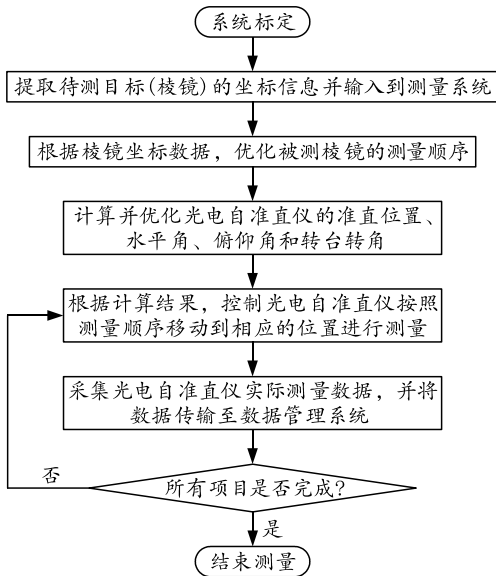 系统标定
提取待测目标(棱镜)的坐标信息并输入到测量系统
根据棱镜坐标数据，优化被测棱镜的测量顺序
计算并优化光电自准直仪的准直位置、
水平角、俯仰角和转台转角
根据计算结果，控制光电自准直仪按照
测量顺序移动到相应的位置进行测量
采集光电自准直仪实际测量数据，并将
数据传输至数据管理系统
否
所有项目是否完成?
是
结束测量